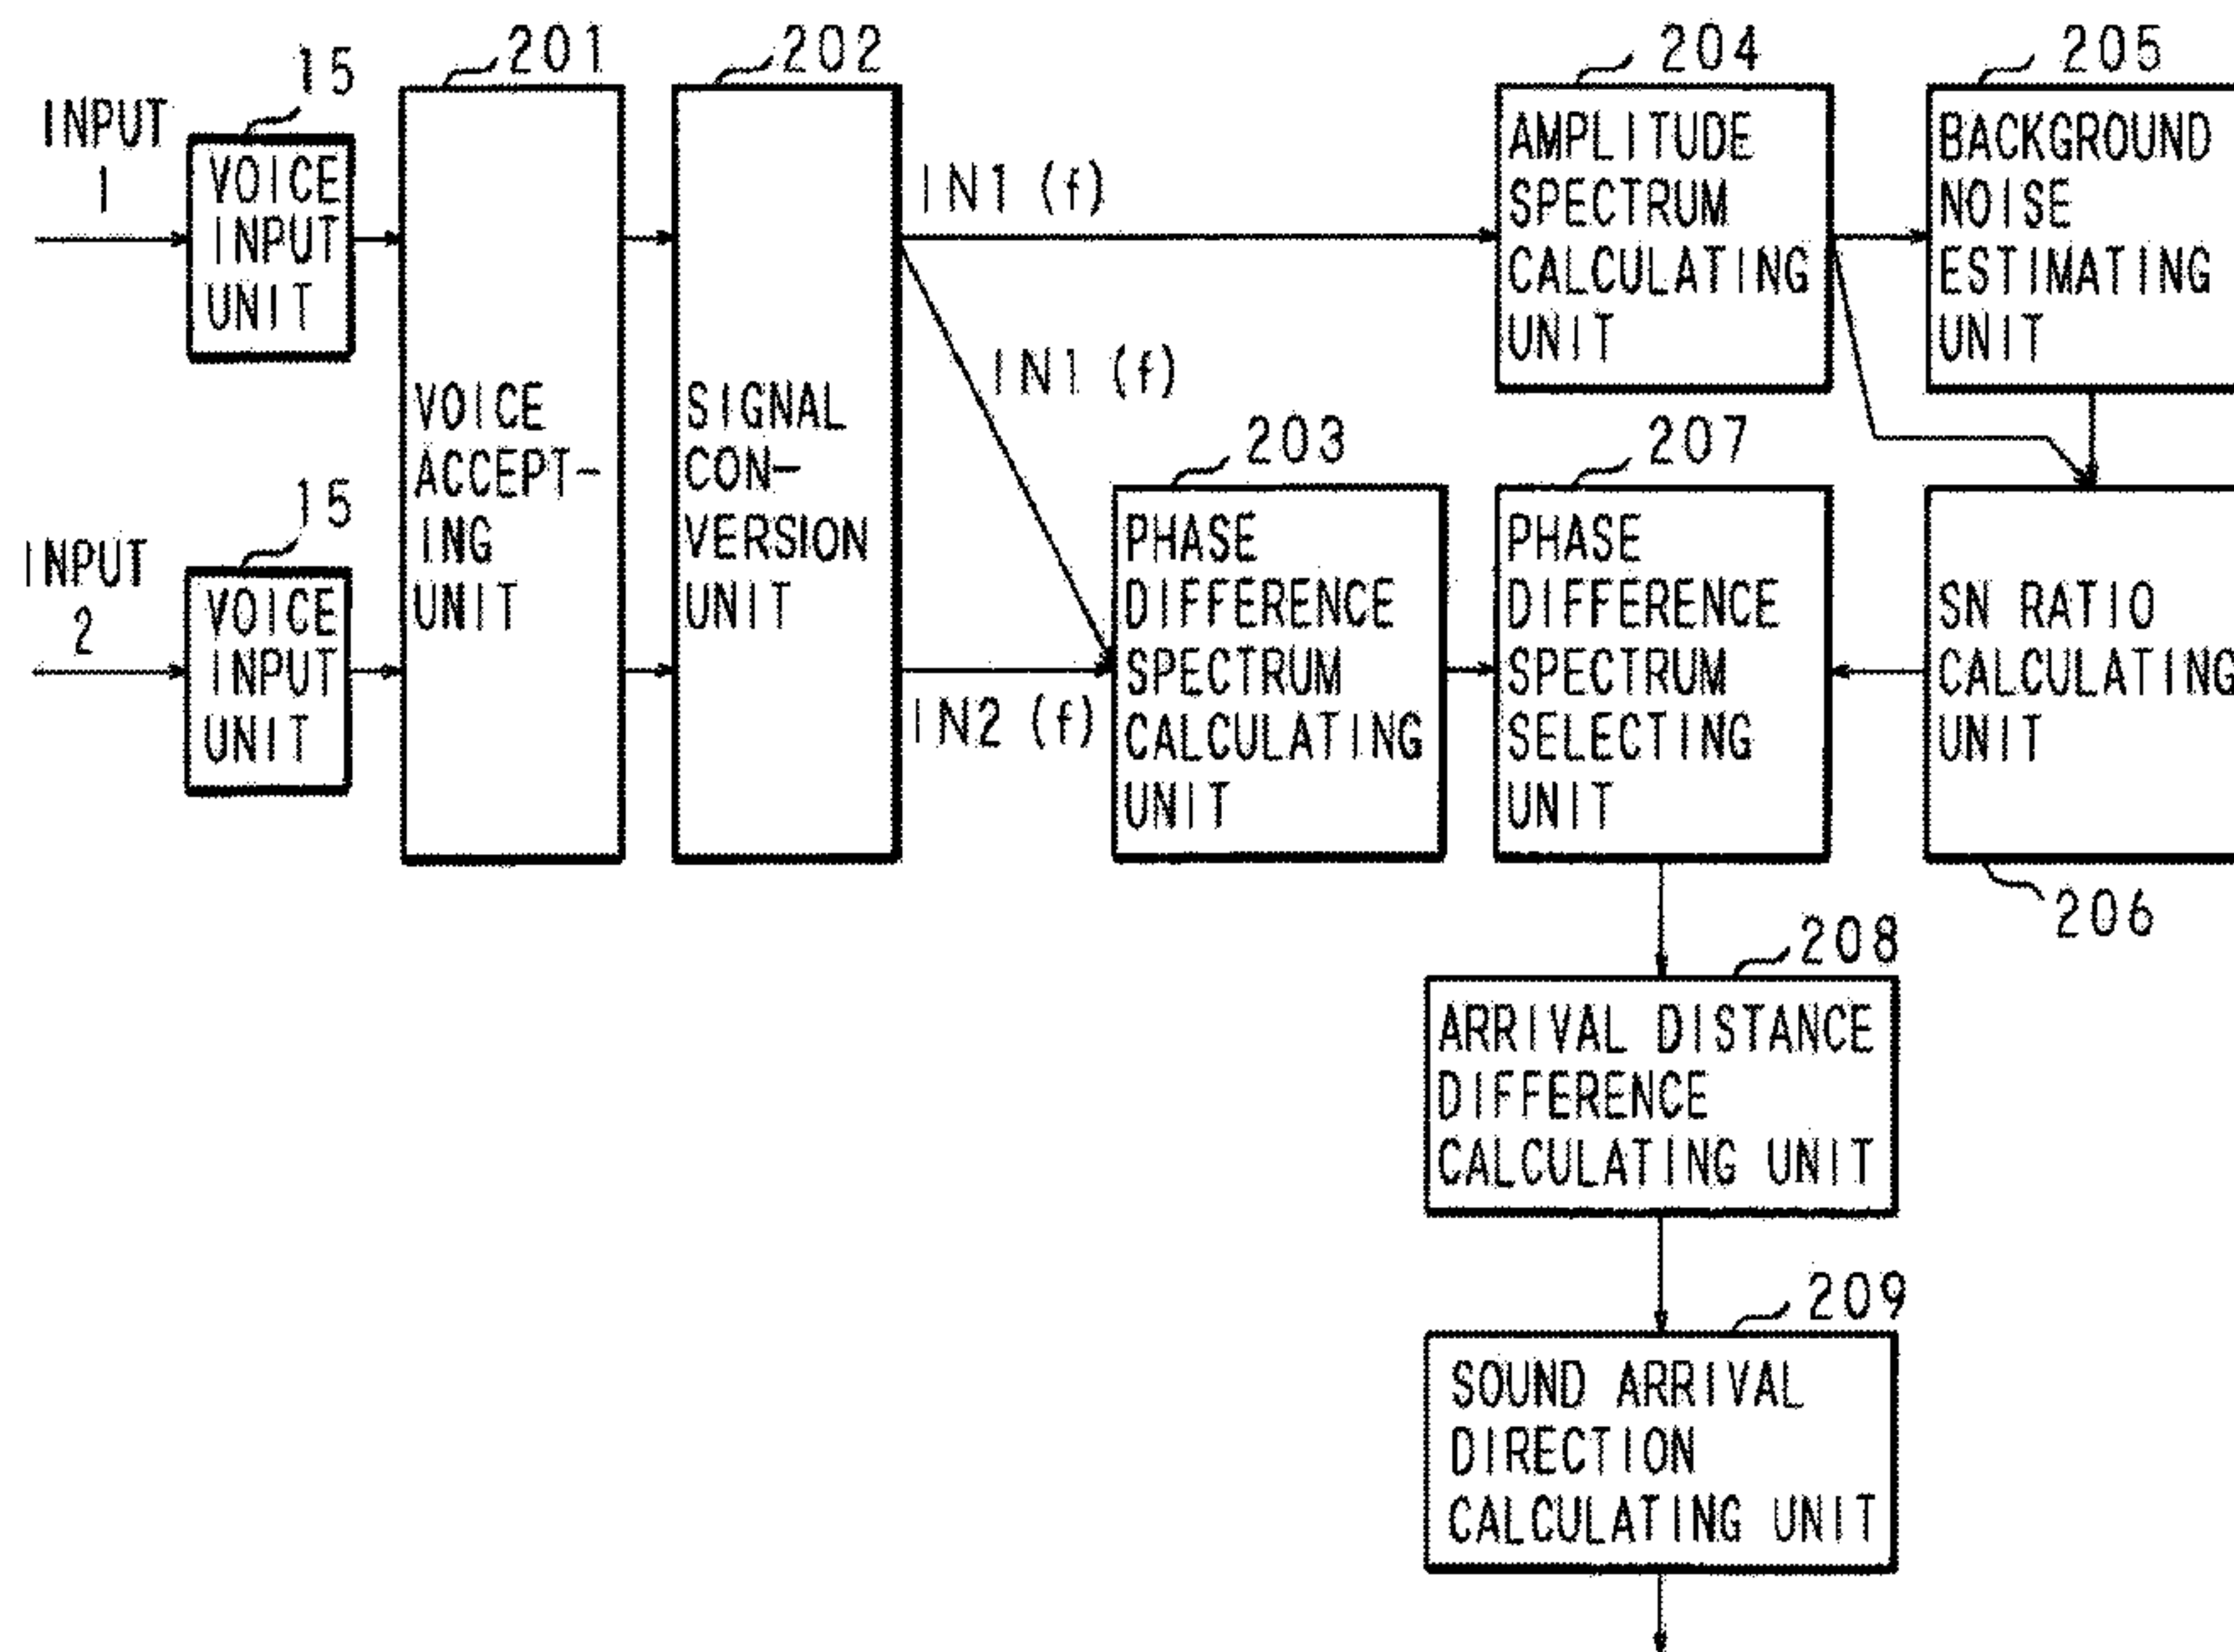 INPUT
1
15
VOICE
INPUT
UNIT
INPUT
2
15
VOICE
INPUT
UNIT
201
VOICE
ACCEPT-
ING
UNIT
202
SIGNAL
CON-
VERSION
UNIT
IN1 (f)
IN1 (f)
IN2 (f)
204
AMPLITUDE
SPECTRUM
CALCULATING
UNIT
205
BACKGROUND
NOISE
ESTIMATING
UNIT
203
PHASE
DIFFERENCE
SPECTRUM
CALCULATING
UNIT
207
PHASE
DIFFERENCE
SPECTRUM
SELECTING
UNIT
SN RATIO
CALCULATING
UNIT
206
208
ARRIVAL DISTANCE
DIFFERENCE
CALCULATING UNIT
209
SOUND ARRIVAL
DIRECTION
CALCULATING UNIT